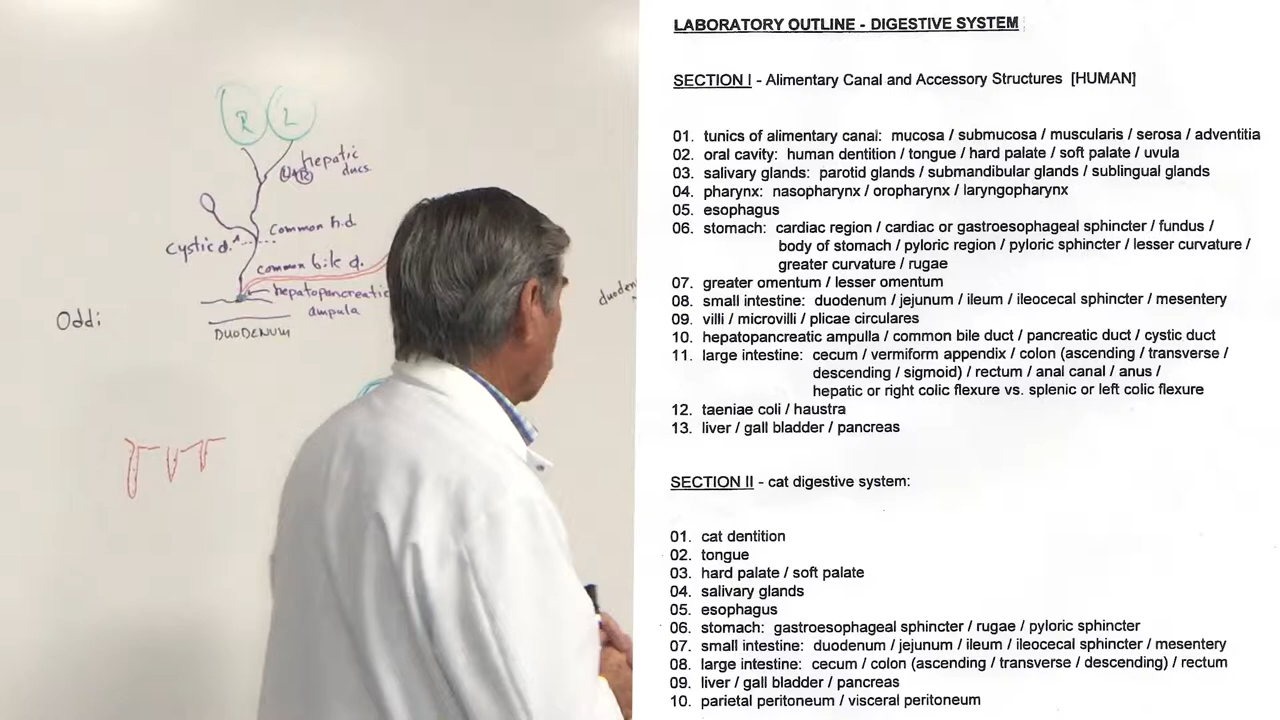 R L
hepatic
L+R ducs.
common h.d.
cystic d.
common bile d.
hepatopancreatic
ampula
Oddi
DUODENUM
duoden
LABORATORY OUTLINE - DIGESTIVE SYSTEM
SECTION I - Alimentary Canal and Accessory Structures [HUMAN]
01. tunics of alimentary canal: mucosa / submucosa / muscularis / serosa / adventitia
02. oral cavity: human dentition / tongue / hard palate / soft palate / uvula
03. salivary glands: parotid glands / submandibular glands / sublingual glands
04. pharynx: nasopharynx / oropharynx / laryngopharynx
05. esophagus
06. stomach: cardiac region / cardiac or gastroesophageal sphincter / fundus /
body of stomach / pyloric region / pyloric sphincter / lesser curvature /
greater curvature / rugae
07. greater omentum / lesser omentum
08. small intestine: duodenum / jejunum / ileum / ileocecal sphincter / mesentery
09. villi / microvilli / plicae circulares
10. hepatopancreatic ampulla / common bile duct / pancreatic duct / cystic duct
11. large intestine: cecum / vermiform appendix / colon (ascending / transverse /
descending / sigmoid) / rectum / anal canal / anus /
hepatic or right colic flexure vs. splenic or left colic flexure
12. taeniae coli / haustra
13. liver / gall bladder / pancreas
SECTION II - cat digestive system:
01. cat dentition
02. tongue
03. hard palate / soft palate
04. salivary glands
05. esophagus
06. stomach: gastroesophageal sphincter / rugae / pyloric sphincter
07. small intestine: duodenum / jejunum / ileum / ileocecal sphincter / mesentery
08. large intestine: cecum / colon (ascending / transverse / descending) / rectum
09. liver / gall bladder / pancreas
10. parietal peritoneum / visceral peritoneum